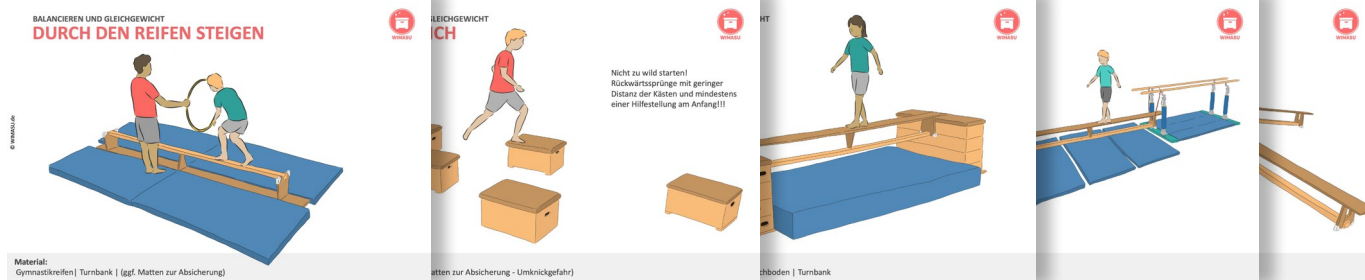 BALANCIEREN UND GLEICHGEWICHT
DURCH DEN REIFEN STEIGEN
WIMASU
© WIMASU.de
Material:
Gymnastikreifen| Turnbank | (ggf. Matten zur Absicherung)
GLEICHGEWICHT
ICH
WIMASU
Nicht zu wild starten!
Rückwärtssprünge mit geringer
Distanz der Kästen und mindestens
einer Hilfestellung am Anfang!!!
atten zur Absicherung - Umknickgefahr)
HT
WIMASU
chboden | Turnbank
WIMASU
WIMASU